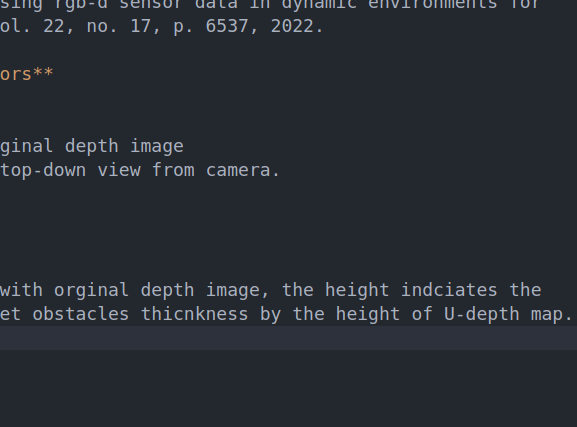 sing rgb-d sensor data in dynamic environments for
ol. 22, no. 17, p. 6537, 2022.
ors**
ginal depth image
top-down view from camera.
with orginal depth image, the height indciates the
et obstacles thicnkness by the height of U-depth map.